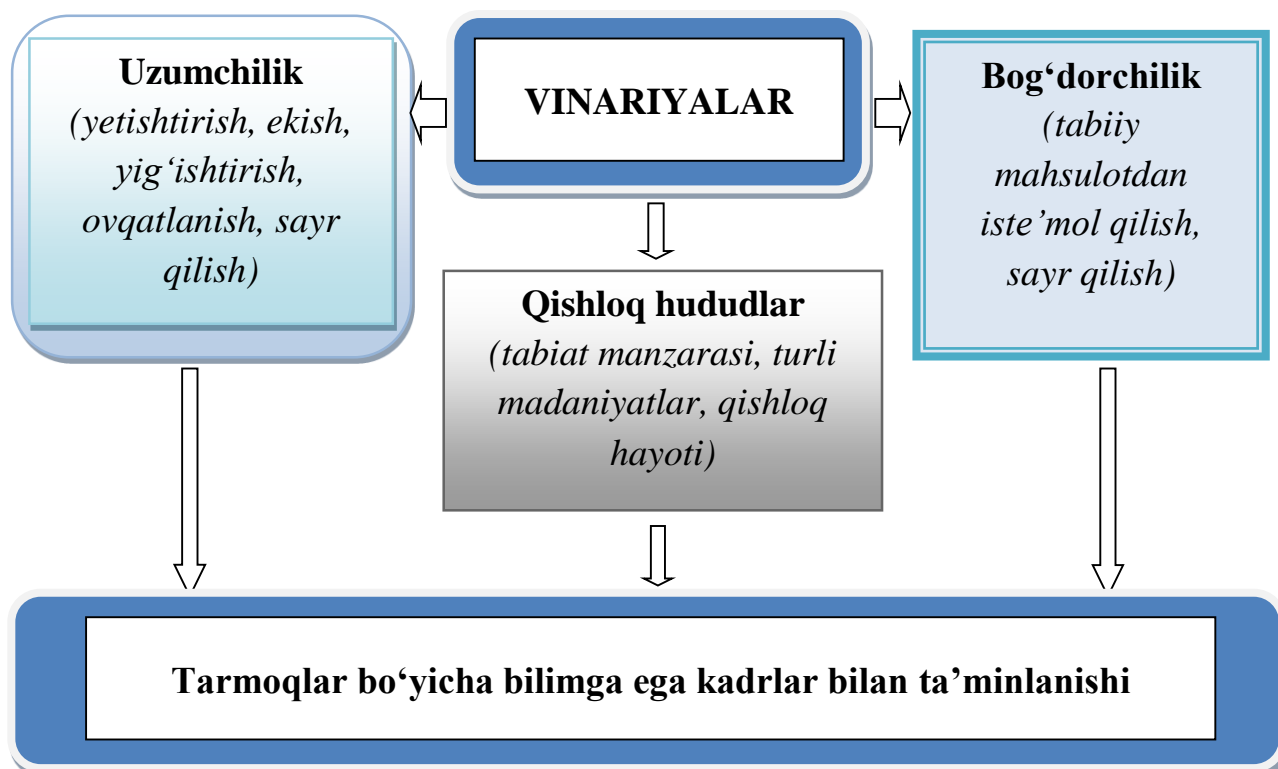 Uzumchilik
(yetishtirish, ekish,
yig‘ishtirish,
ovqatlanish, sayr
qilish)
VINARIYALAR
Bog‘dorchilik
(tabiiy
mahsulotdan
iste’mol qilish,
sayr qilish)
Qishloq hududlar
(tabiat manzarasi, turli
madaniyatlar, qishloq
hayoti)
Tarmoqlar bo‘yicha bilimga ega kadrlar bilan ta’minlanishi